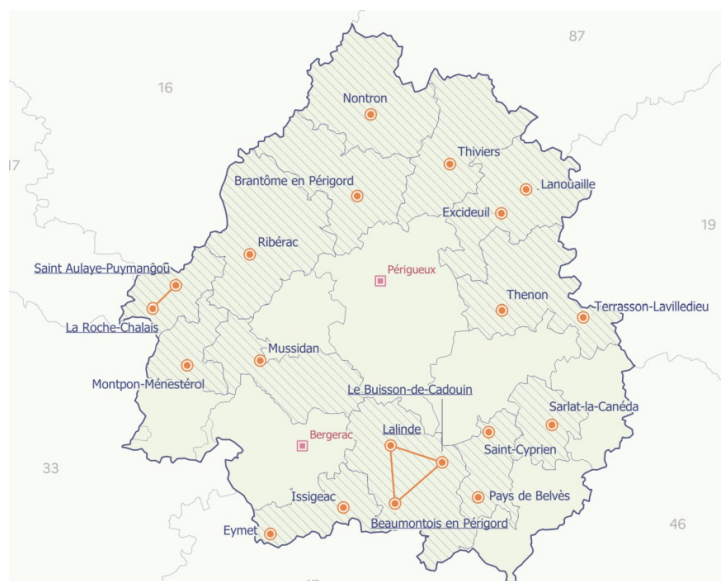 87
16
Nontron
17
Thiviers
Brantôme en Périgord
Lanouaille
Excideuil
19
Ribérac
Saint Aulaye-Puymangou
Périgueux
Thenon
Terrasson-Lavilledieu
La Roche-Chalais
Mussidan
Montpon-Ménestérol
Le Buisson-de-Cadouin
Sarlat-la-Canéda
Lalinde
Bergerac
Saint-Cyprien
33
Issigeac
Pays de Belvès
Beaumontois en Périgord
46
Eymet